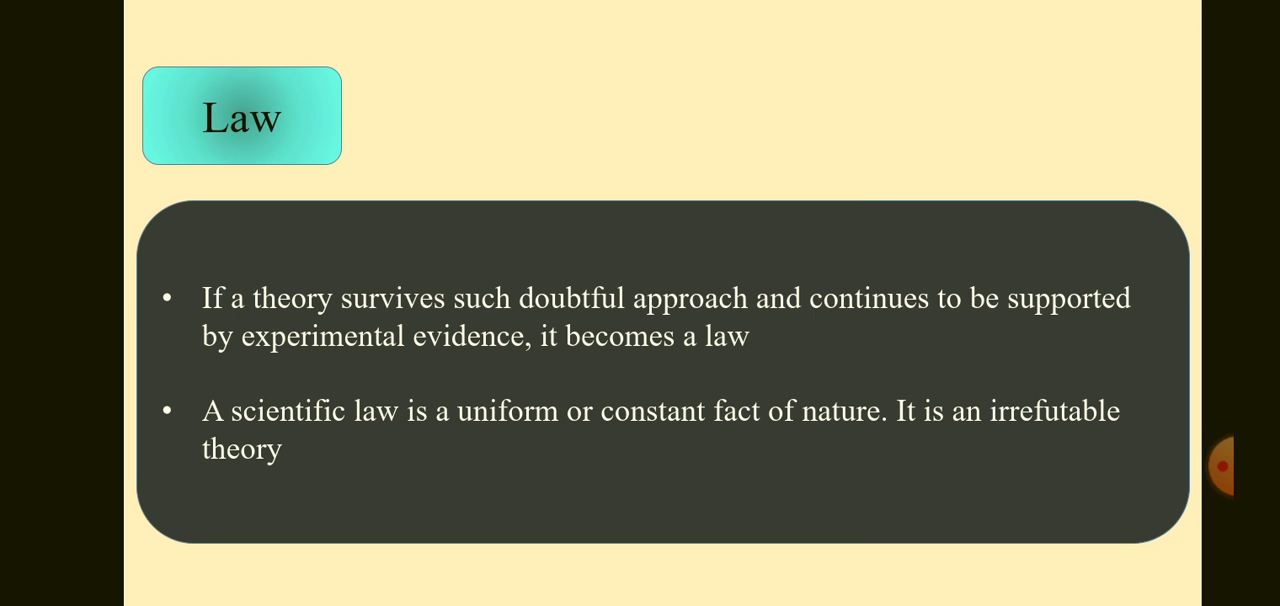 Law
• If a theory survives such doubtful approach and continues to be supported
by experimental evidence, it becomes a law
• A scientific law is a uniform or constant fact of nature. It is an irrefutable
theory